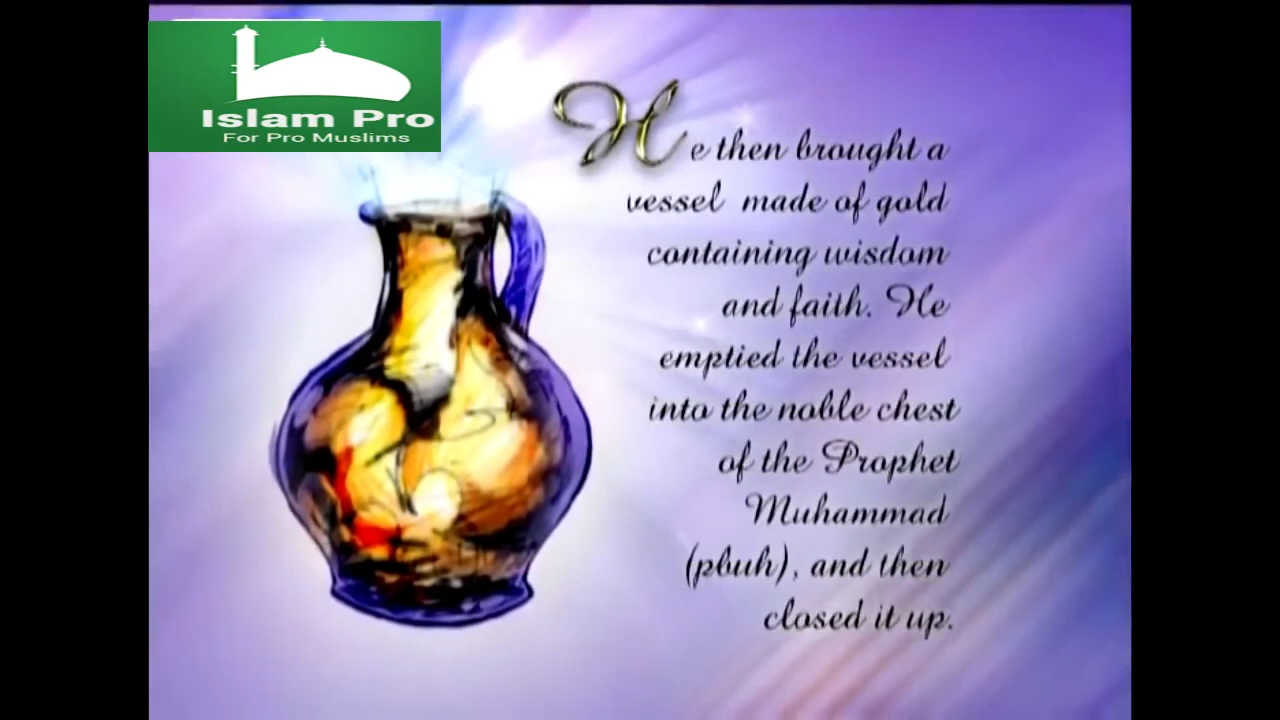 Islam Pro
For Pro Muslims
He then brought a
vessel made of gold
containing wisdom
and faith. He
emptied the vessel
into the noble chest
of the Prophet
Muhammad
(pbuh), and then
closed it up.